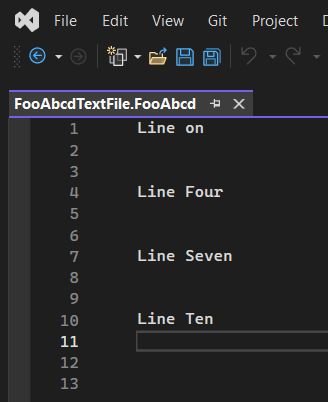 File Edit View Git Project
FooAbcdTextFile.FooAbcd
1 Line on
2
3
4 Line Four
5
6
7 Line Seven
8
9
10 Line Ten
11
12
13